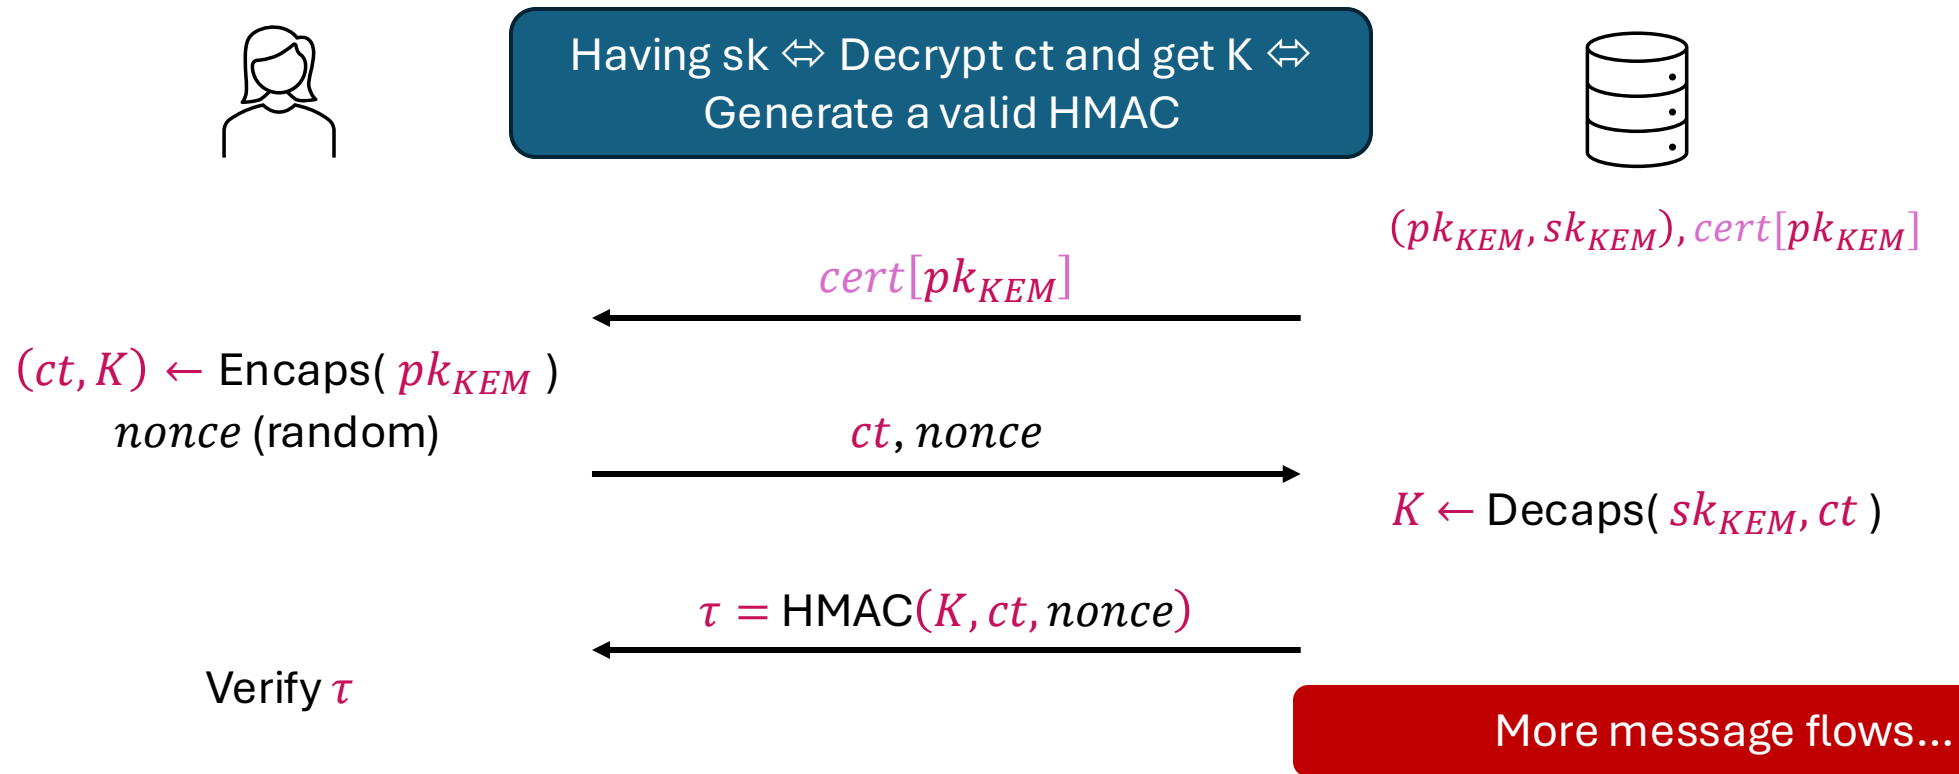 Having sk ⇔ Decrypt ct and get K ⇔
Generate a valid HMAC
(pk_KEM, sk_KEM), cert[pk_KEM]
cert[pk_KEM]
(ct, K) ← Encaps( pk_KEM )
nonce (random)
ct, nonce
K ← Decaps( sk_KEM, ct )
τ = HMAC(K, ct, nonce)
Verify τ
More message flows...